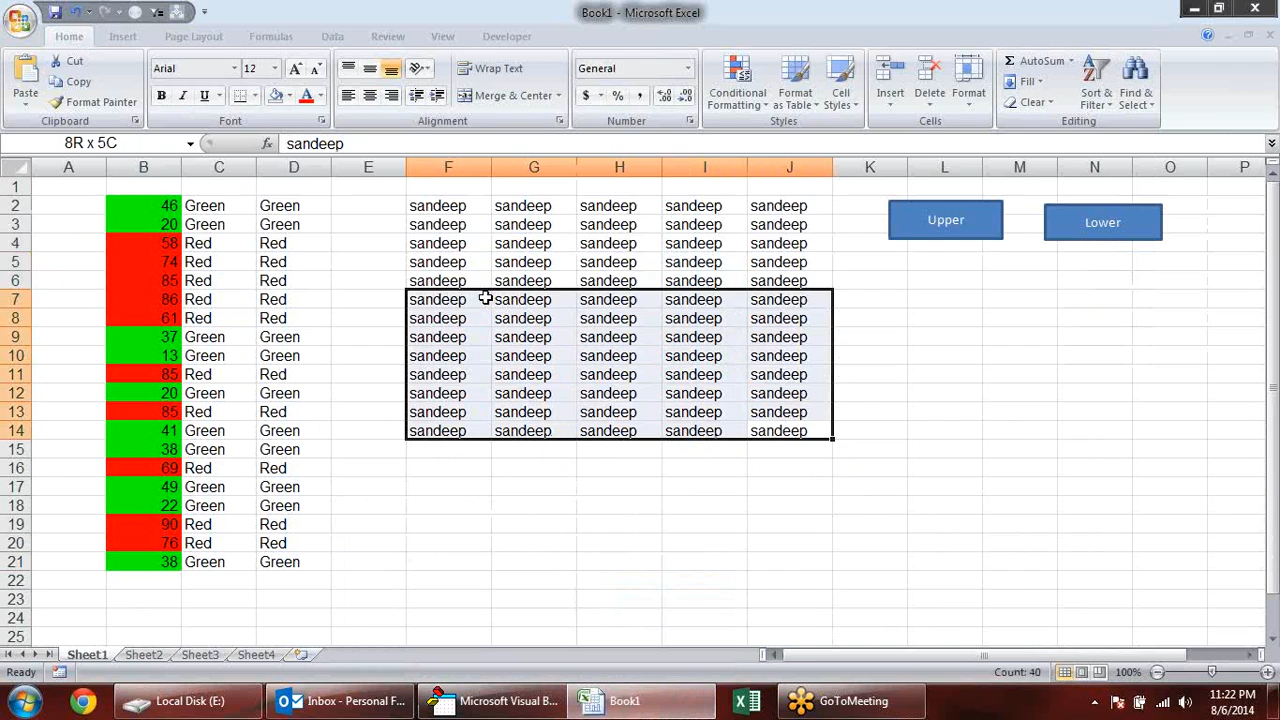 Book1 - Microsoft Excel
Home Insert Page Layout Formulas Data Review View Developer
Paste Cut Copy Format Painter Clipboard
Arial 12 A A B I U A Font
Wrap Text Merge & Center Alignment
General $ % , Number
Conditional Formatting Format as Table Cell Styles Styles
Insert Delete Format Cells
Σ AutoSum Fill Clear Sort & Filter Find & Select Editing
8R x 5C fx sandeep
A B C D E F G H I J K L M N O P
1
2 46 Green Green sandeep sandeep sandeep sandeep sandeep Upper Lower
3 20 Green Green sandeep sandeep sandeep sandeep sandeep
4 58 Red Red sandeep sandeep sandeep sandeep sandeep
5 74 Red Red sandeep sandeep sandeep sandeep sandeep
6 85 Red Red sandeep sandeep sandeep sandeep sandeep
7 86 Red Red sandeep sandeep sandeep sandeep sandeep
8 61 Red Red sandeep sandeep sandeep sandeep sandeep
9 37 Green Green sandeep sandeep sandeep sandeep sandeep
10 13 Green Green sandeep sandeep sandeep sandeep sandeep
11 85 Red Red sandeep sandeep sandeep sandeep sandeep
12 20 Green Green sandeep sandeep sandeep sandeep sandeep
13 85 Red Red sandeep sandeep sandeep sandeep sandeep
14 41 Green Green sandeep sandeep sandeep sandeep sandeep
15 38 Green Green
16 69 Red Red
17 49 Green Green
18 22 Green Green
19 90 Red Red
20 76 Red Red
21 38 Green Green
22
23
24
25
Sheet1 Sheet2 Sheet3 Sheet4
Ready Count: 40 100%
Local Disk (E:) Inbox - Personal F... Microsoft Visual B... Book1 GoToMeeting 11:22 PM
8/6/2014